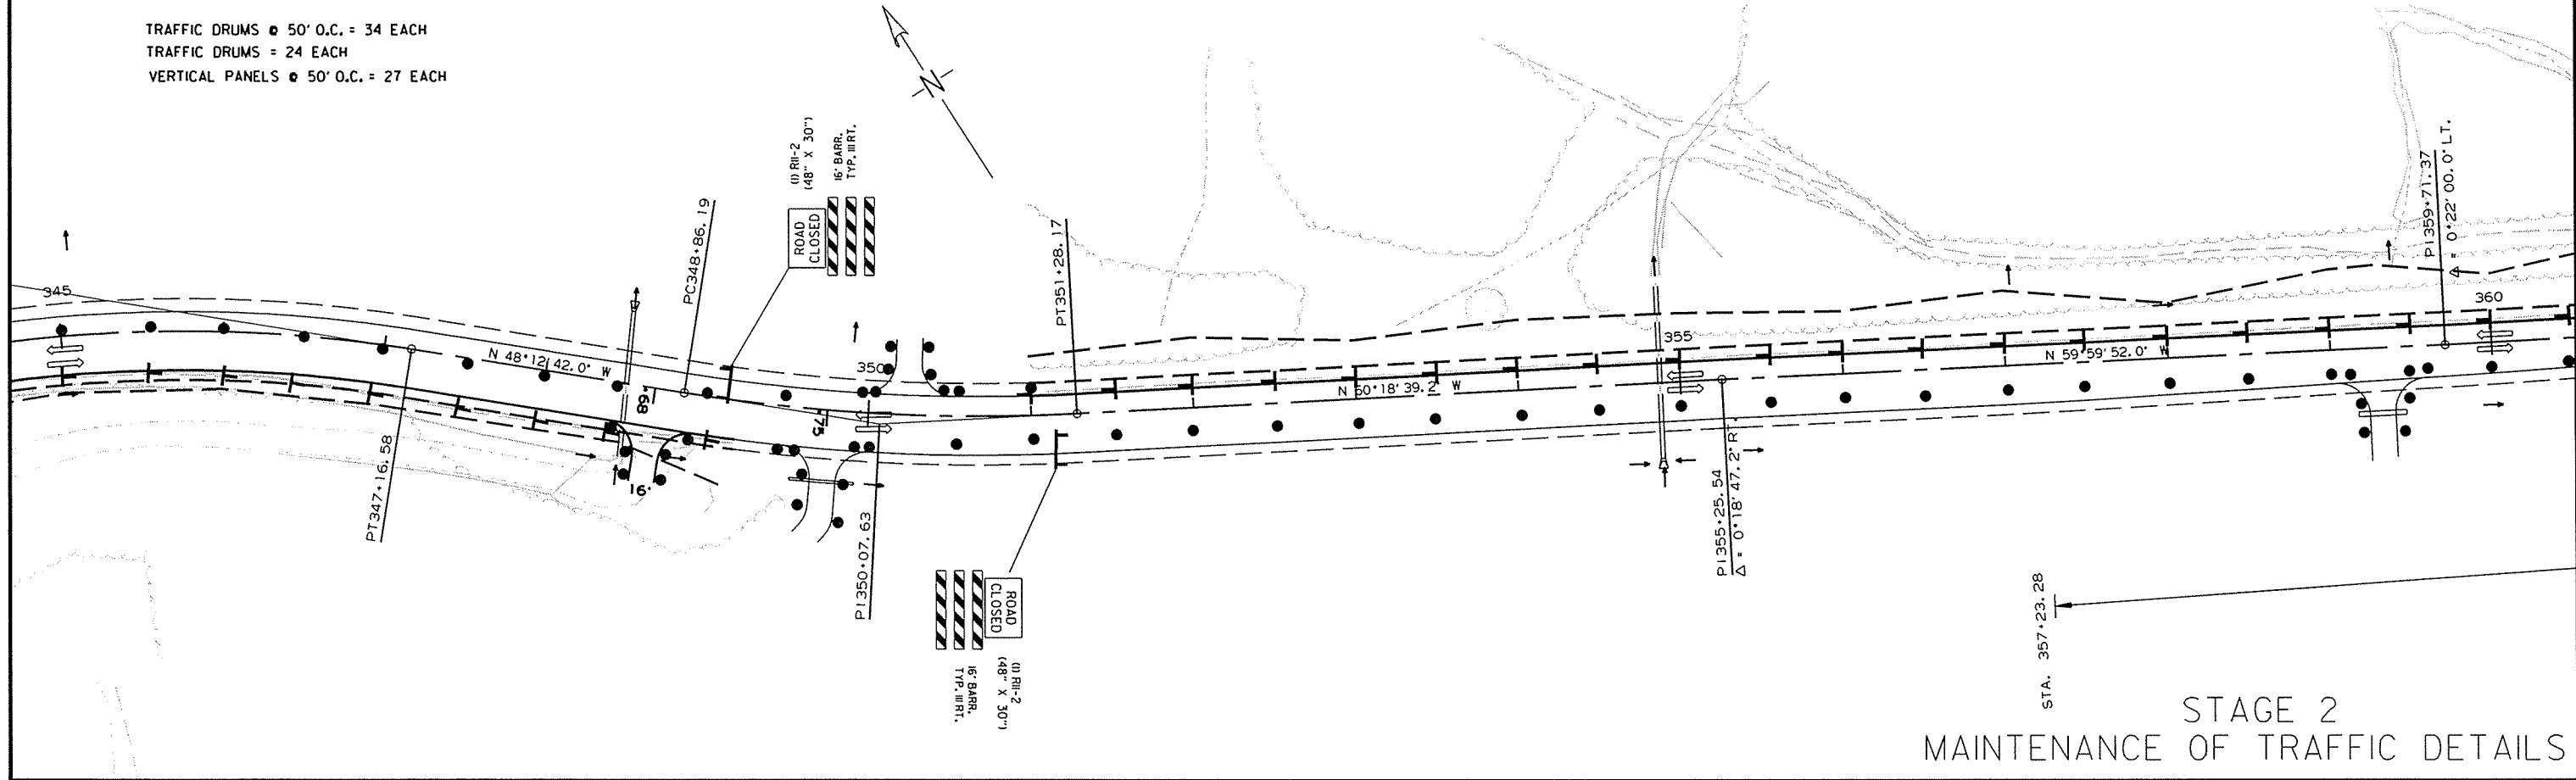 TRAFFIC DRUMS @ 50' O.C. = 34 EACH
TRAFFIC DRUMS = 24 EACH
VERTICAL PANELS @ 50' O.C. = 27 EACH
N
(1) R11-2
(48" X 30")
16' BARR.
TYP. III RT.
ROAD
CLOSED
345
PT347+16.58
N 48°12'42.0" W
PC348+86.19
68'
16'
75'
350
PI350+07.63
PT351+28.17
ROAD
CLOSED
(1) R11-2
(48" X 30")
16' BARR.
TYP. III RT.
N 60°18'39.2" W
355
PI355+25.54
Δ = 0°18'47.2" R
N 59°59'52.0" W
PI359+71.37
Δ = 0°22'00.0" LT.
360
STA. 357+23.28
STAGE 2
MAINTENANCE OF TRAFFIC DETAILS